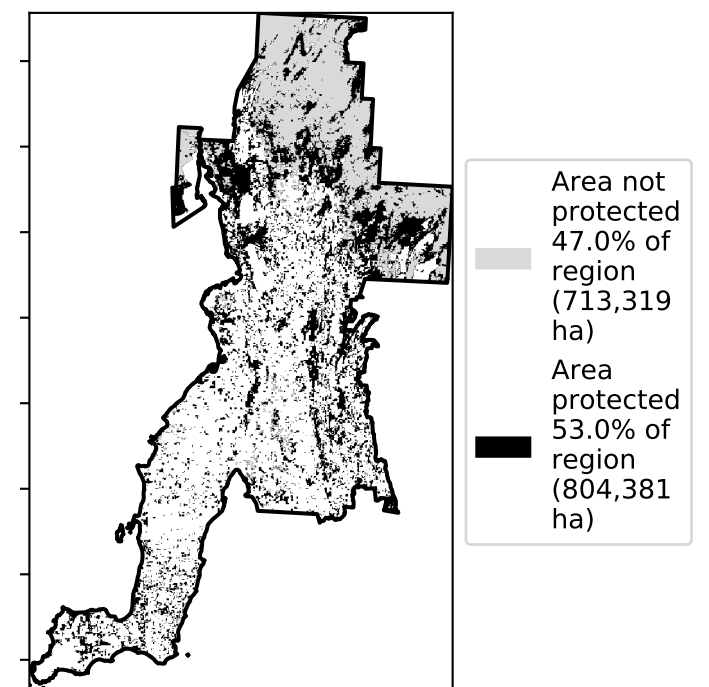 Area not
protected
47.0% of
region
(713,319
ha)
Area
protected
53.0% of
region
(804,381
ha)